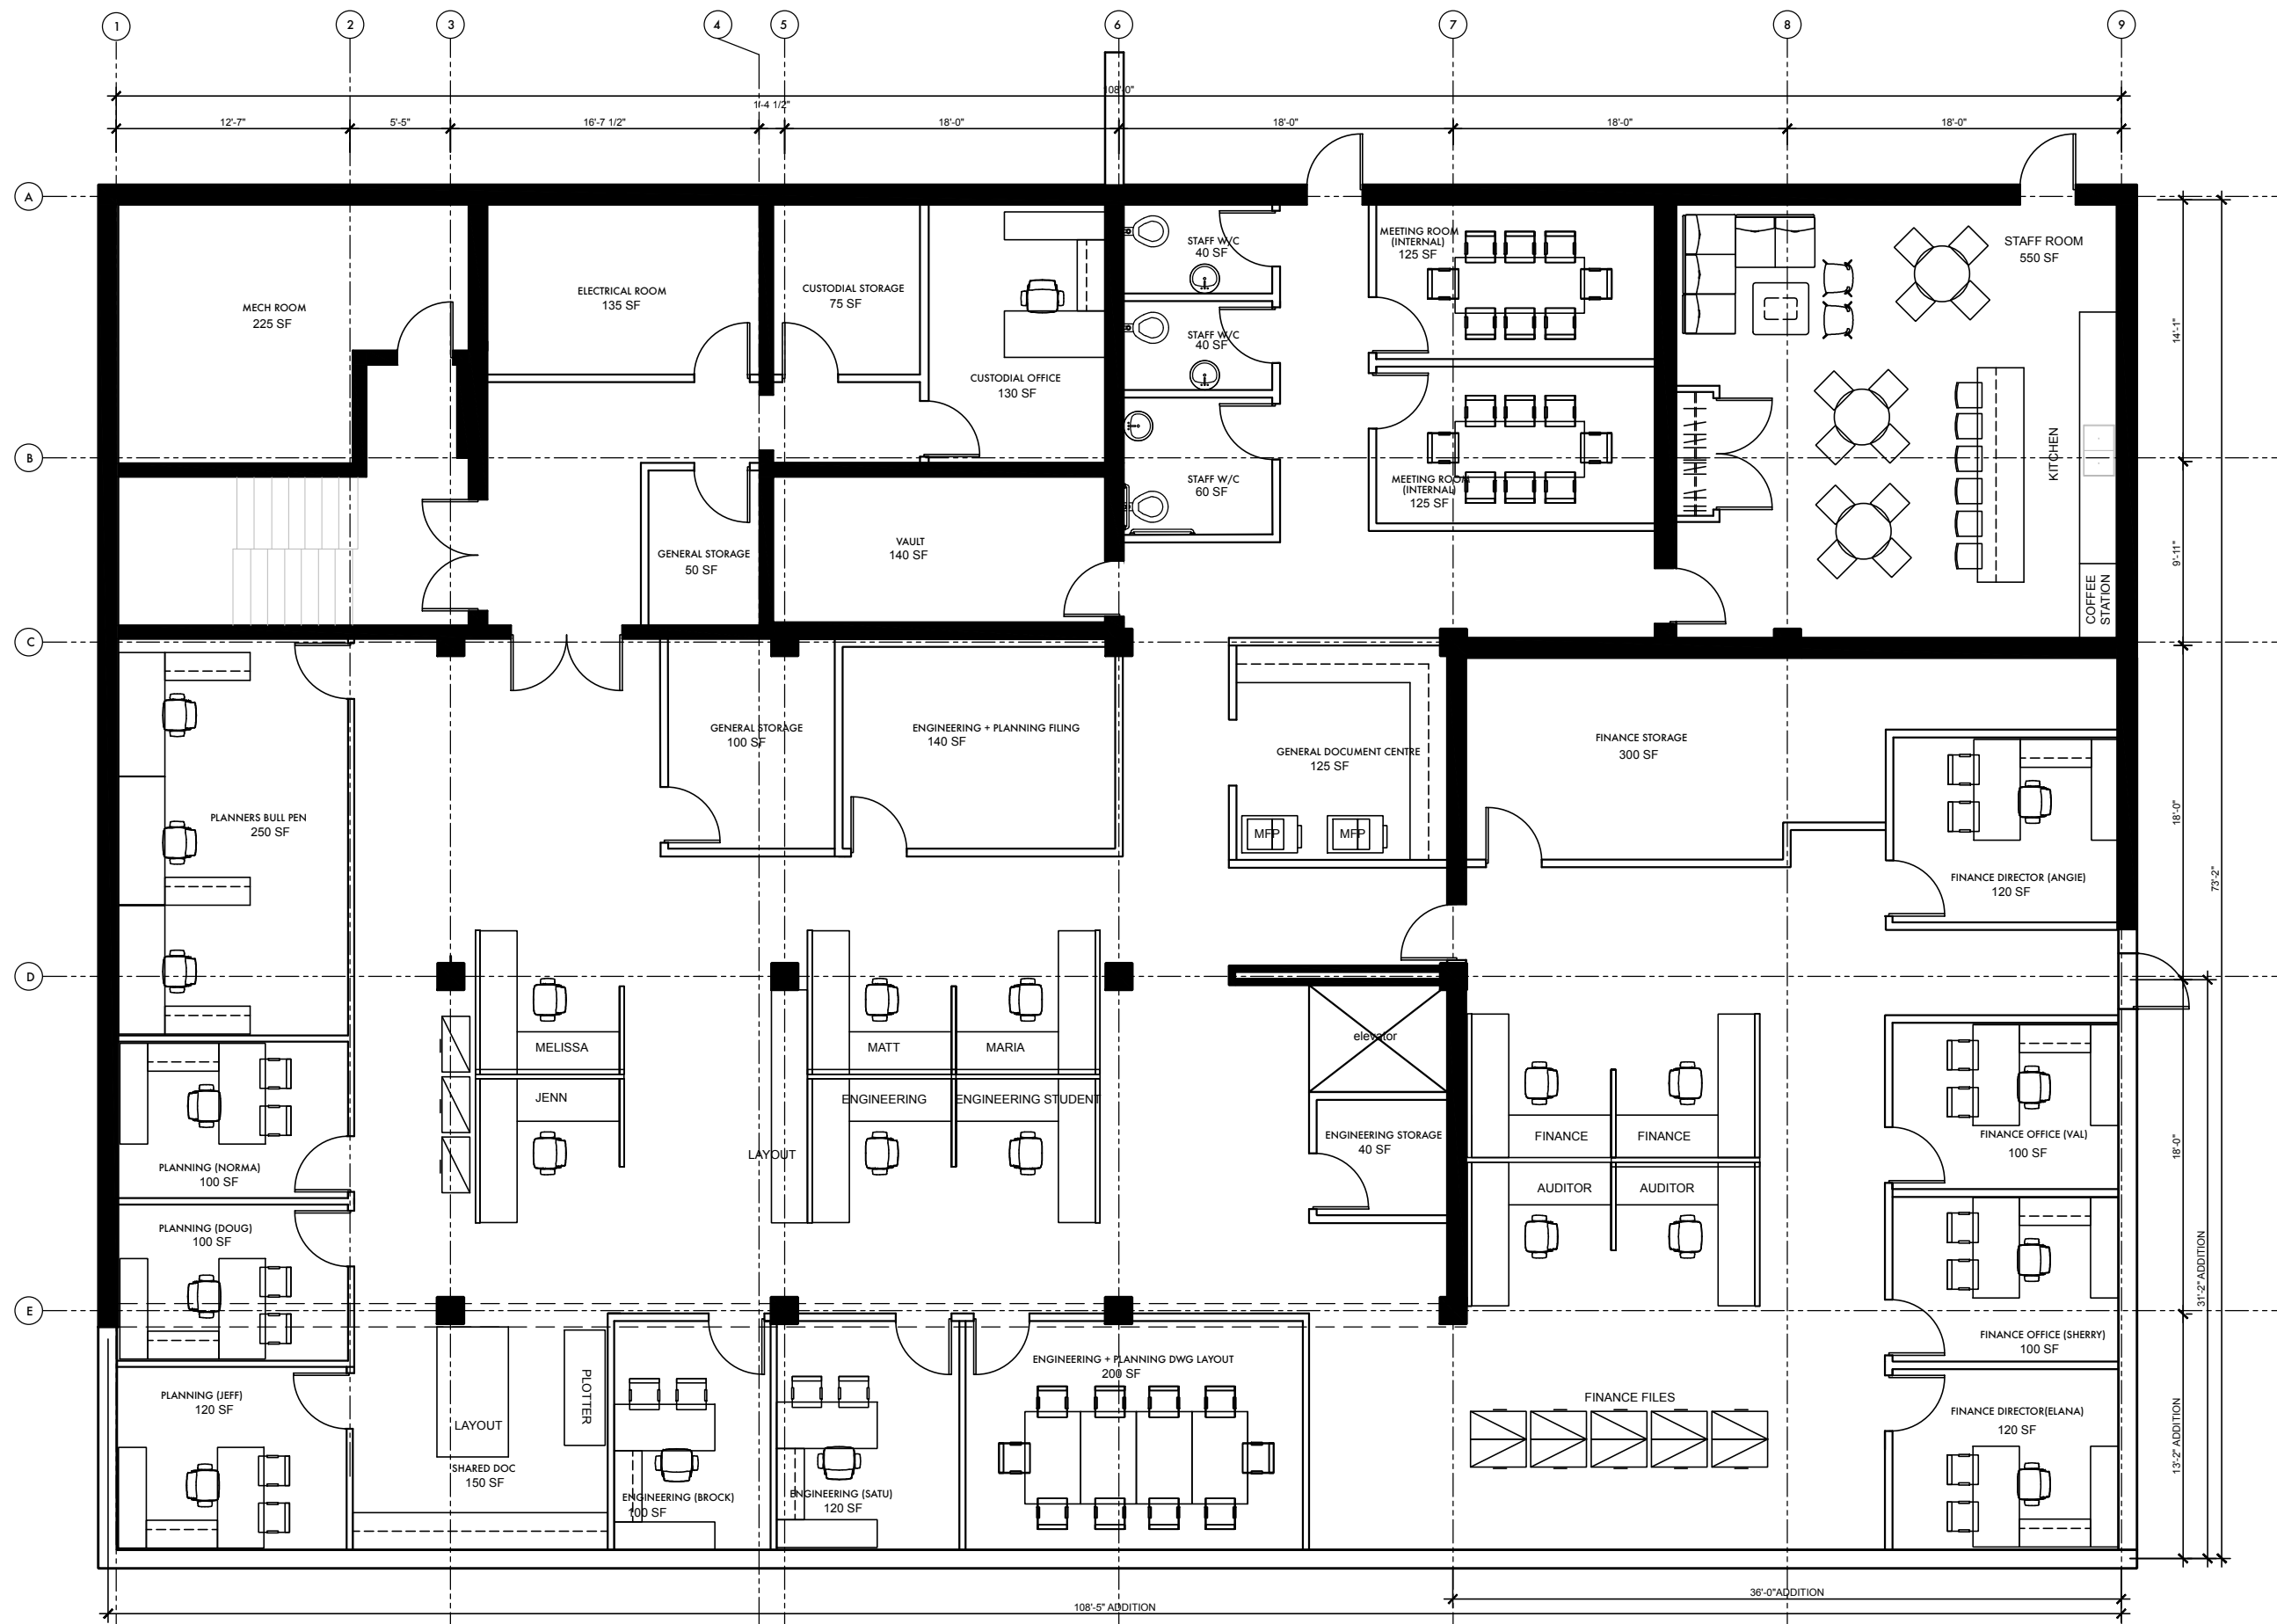 1
2
3
4
5
6
7
8
9
108'-0"
1'-4 1/2"
12'-7"
5'-5"
16'-7 1/2"
18'-0"
18'-0"
18'-0"
18'-0"
A
B
C
D
E
MECH ROOM
225 SF
ELECTRICAL ROOM
135 SF
CUSTODIAL STORAGE
75 SF
CUSTODIAL OFFICE
130 SF
STAFF W/C
40 SF
STAFF W/C
40 SF
STAFF W/C
60 SF
MEETING ROOM
(INTERNAL)
125 SF
MEETING ROOM
(INTERNAL)
125 SF
STAFF ROOM
550 SF
KITCHEN
COFFEE
STATION
14'-1"
9'-11"
GENERAL STORAGE
50 SF
VAULT
140 SF
GENERAL STORAGE
100 SF
ENGINEERING + PLANNING FILING
140 SF
GENERAL DOCUMENT CENTRE
125 SF
MFP
MFP
FINANCE STORAGE
300 SF
FINANCE DIRECTOR (ANGIE)
120 SF
18'-0"
73'-2"
PLANNERS BULL PEN
250 SF
MELISSA
JENN
MATT
MARIA
ENGINEERING
ENGINEERING STUDENT
LAYOUT
elevator
ENGINEERING STORAGE
40 SF
FINANCE
FINANCE
AUDITOR
AUDITOR
FINANCE OFFICE (VAL)
100 SF
18'-0"
31'-2" ADDITION
PLANNING (NORMA)
100 SF
PLANNING (DOUG)
100 SF
PLANNING (JEFF)
120 SF
LAYOUT
PLOTTER
SHARED DOC
150 SF
ENGINEERING (BROCK)
100 SF
ENGINEERING (SATU)
120 SF
ENGINEERING + PLANNING DWG LAYOUT
200 SF
FINANCE FILES
FINANCE OFFICE (SHERRY)
100 SF
FINANCE DIRECTOR(ELANA)
120 SF
13'-2" ADDITION
36'-0"ADDITION
108'-5" ADDITION